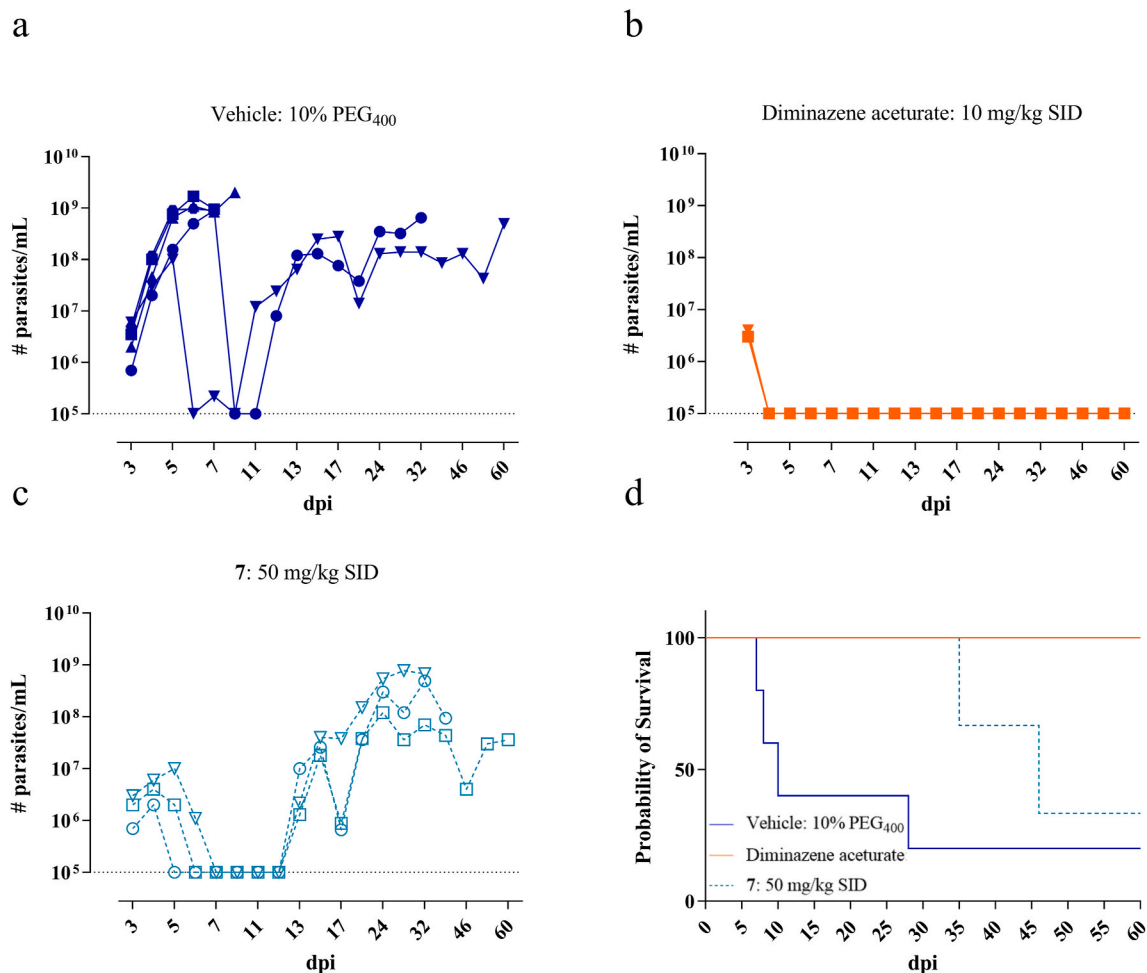 a
Vehicle: 10% PEG400
# parasites/mL
10^10
10^9
10^8
10^7
10^6
10^5
3 5 7 11 13 17 24 32 46 60
dpi
b
Diminazene aceturate: 10 mg/kg SID
# parasites/mL
10^10
10^9
10^8
10^7
10^6
10^5
3 5 7 11 13 17 24 32 46 60
dpi
c
7: 50 mg/kg SID
# parasites/mL
10^10
10^9
10^8
10^7
10^6
10^5
3 5 7 11 13 17 24 32 46 60
dpi
d
Probability of Survival
100
50
0
Vehicle: 10% PEG400
Diminazene aceturate
7: 50 mg/kg SID
0 5 10 15 20 25 30 35 40 45 50 55 60
dpi